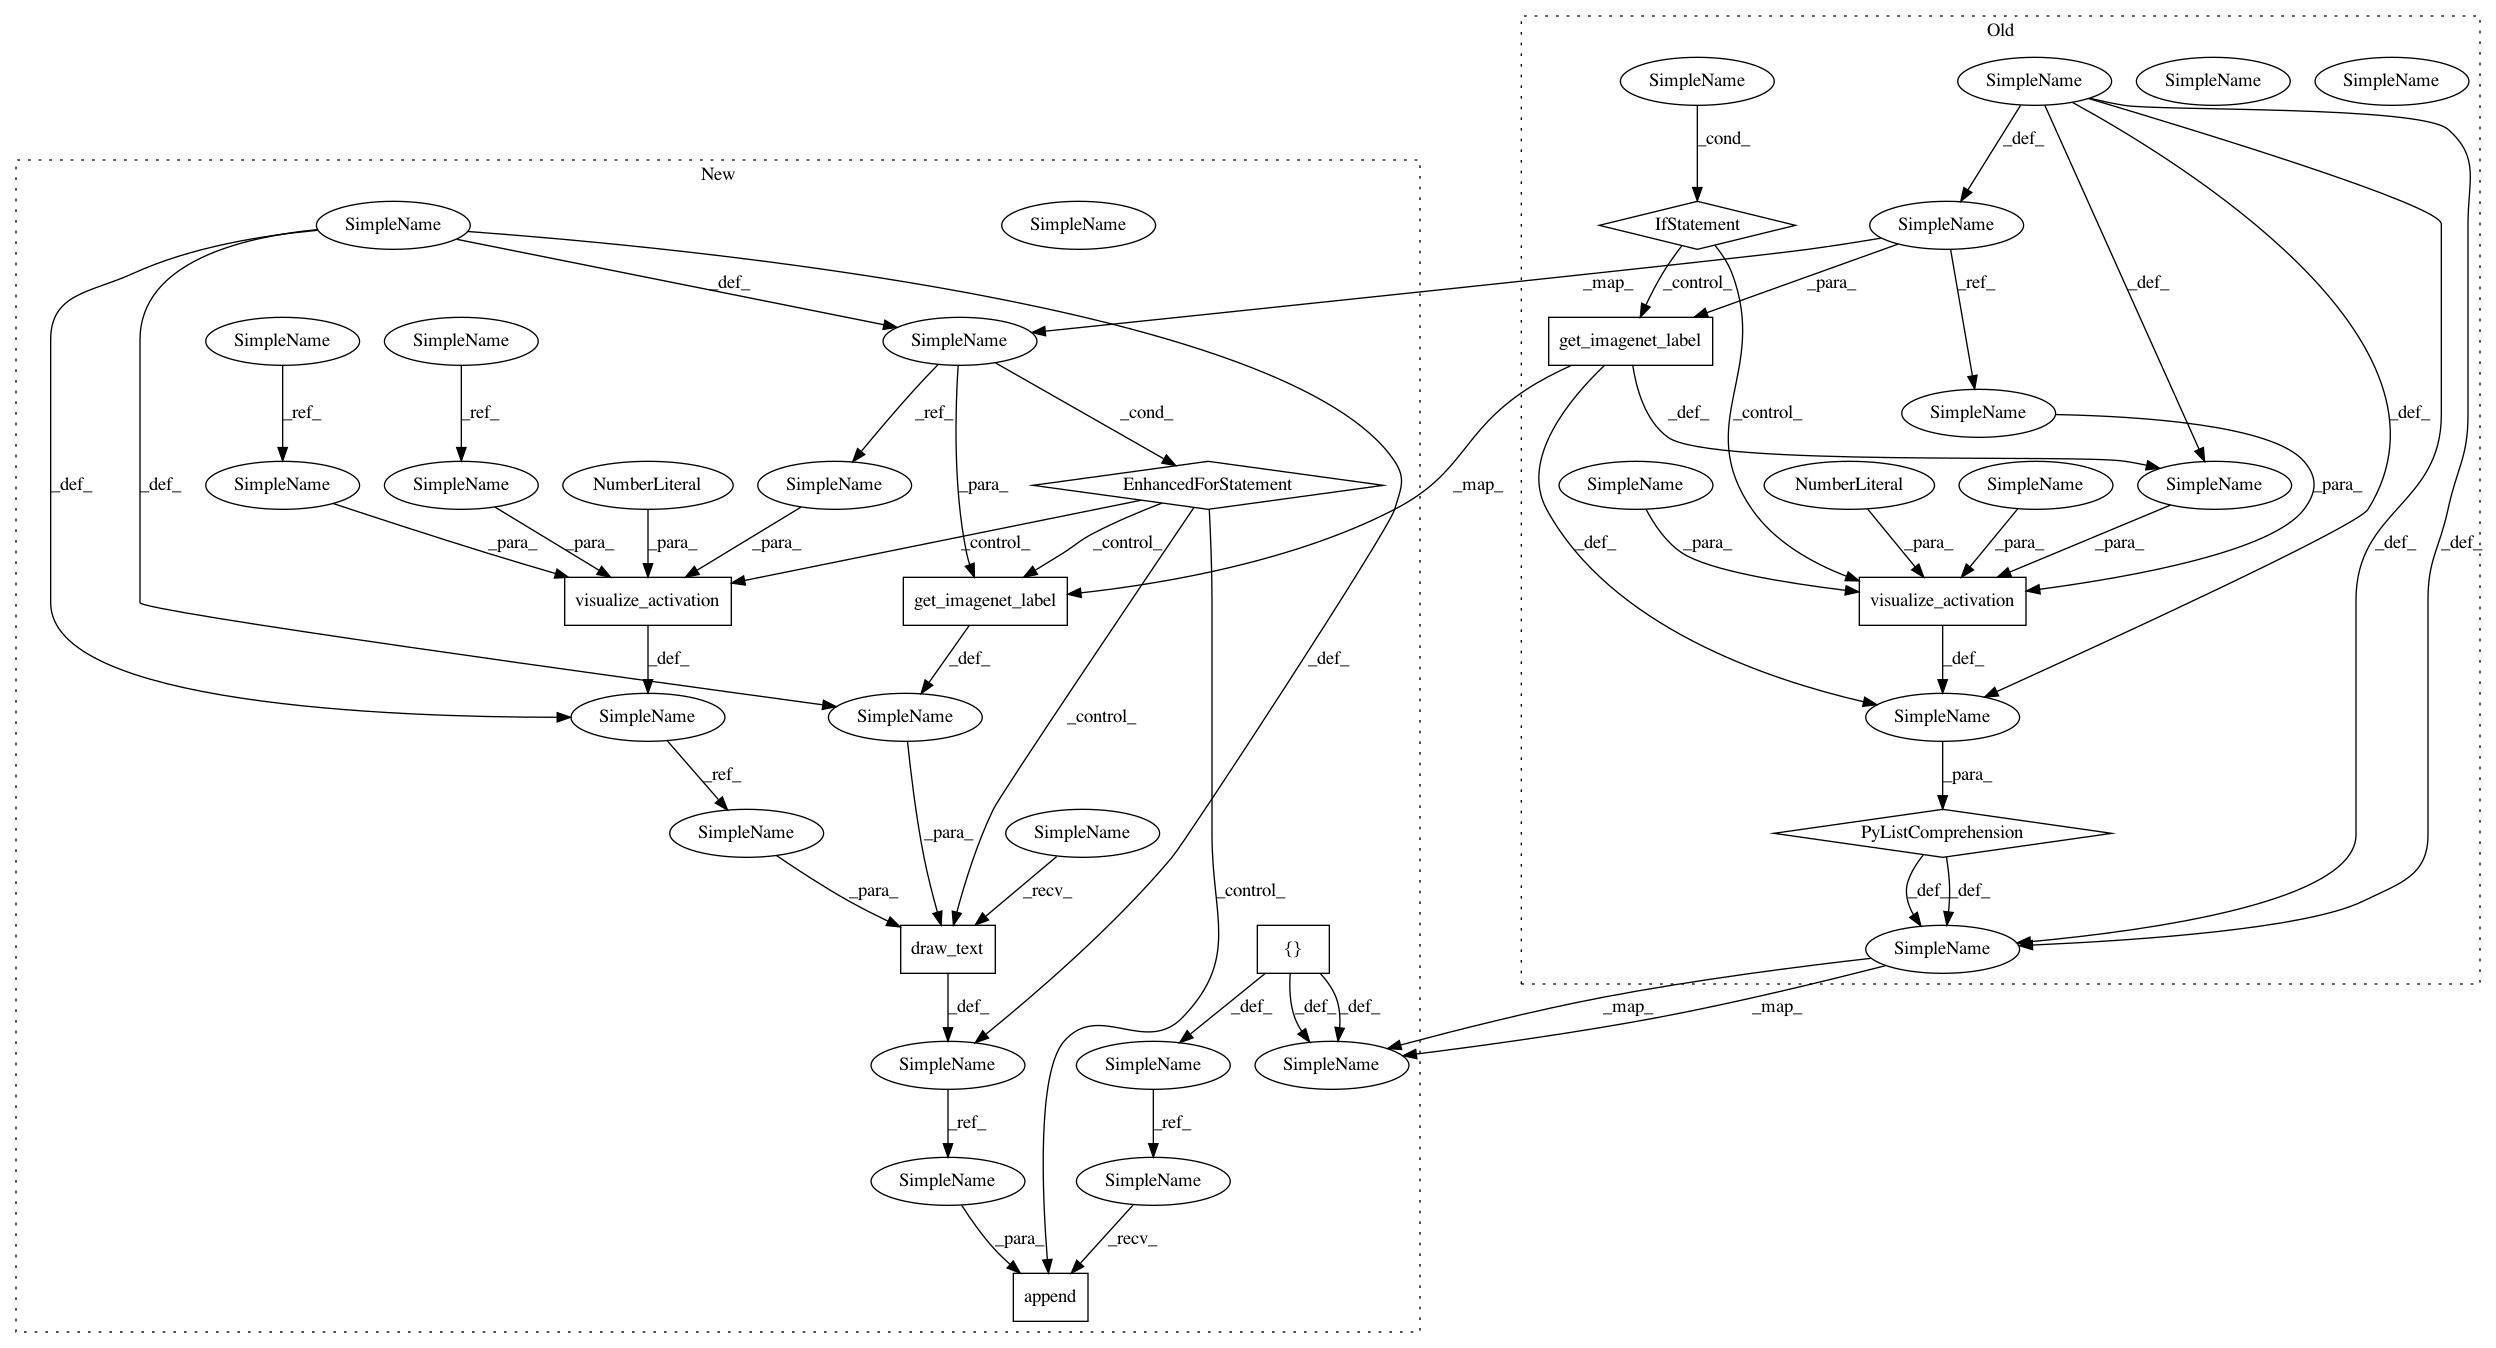 Old
SimpleName
SimpleName
SimpleName
SimpleName
_cond_
_def_
New
SimpleName
SimpleName
IfStatement
SimpleName
_def_
_map_
_control_
_para_
_ref_
_def_
SimpleName
SimpleName
SimpleName
get_imagenet_label
_ref_
_ref_
_ref_
_cond_
_def_
_control_
SimpleName
_def_
_def_
_def_
SimpleName
SimpleName
NumberLiteral
SimpleName
_para_
EnhancedForStatement
_map_
SimpleName
NumberLiteral
SimpleName
SimpleName
_para_
_para_
_para_
_para_
_para_
_control_
_control_
_def_
_para_
_para_
_para_
_para_
_def_
_def_
visualize_activation
get_imagenet_label
visualize_activation
_def_
_def_
_def_
_def_
SimpleName
SimpleName
_control_
SimpleName
_ref_
_para_
SimpleName
_para_
SimpleName
PyListComprehension
_para_
_recv_
_control_
_def_
_def_
draw_text
{}
SimpleName
_def_
_def_
_def_
_def_
_map_
_map_
SimpleName
SimpleName
SimpleName
_ref_
_ref_
SimpleName
SimpleName
_para_
_recv_
append